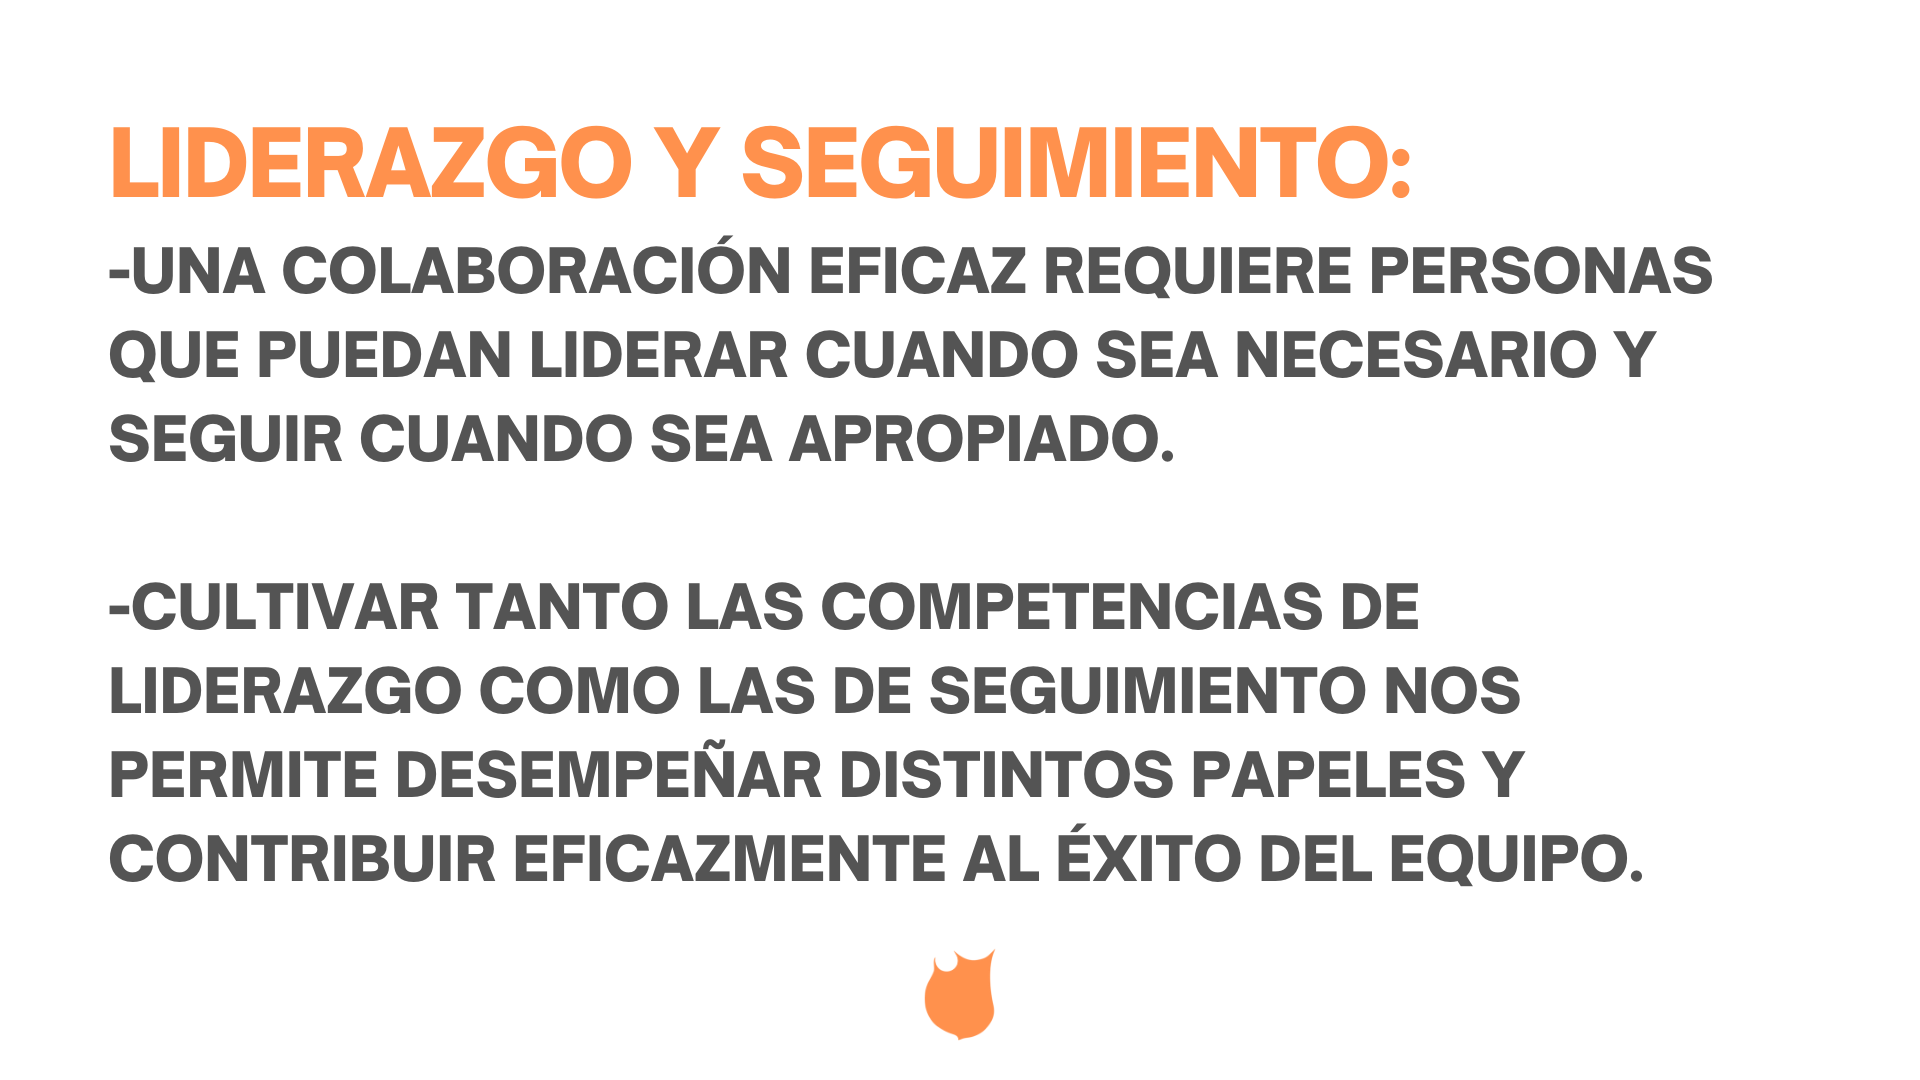 LIDERAZGO Y SEGUIMIENTO:
-UNA COLABORACIÓN EFICAZ REQUIERE PERSONAS
QUE PUEDAN LIDERAR CUANDO SEA NECESARIO Y
SEGUIR CUANDO SEA APROPIADO.
-CULTIVAR TANTO LAS COMPETENCIAS DE
LIDERAZGO COMO LAS DE SEGUIMIENTO NOS
PERMITE DESEMPEÑAR DISTINTOS PAPELES Y
CONTRIBUIR EFICAZMENTE AL ÉXITO DEL EQUIPO.